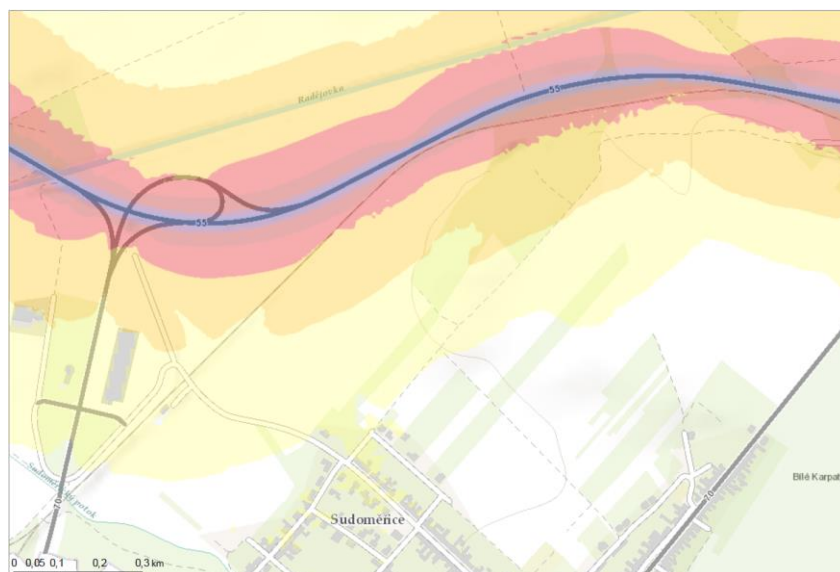 Radějovka
55
55
Bílé Karpat
70
Sudoměřický potok
Sudoměřice
70
0 0,05 0,1 0,2 0,3 km